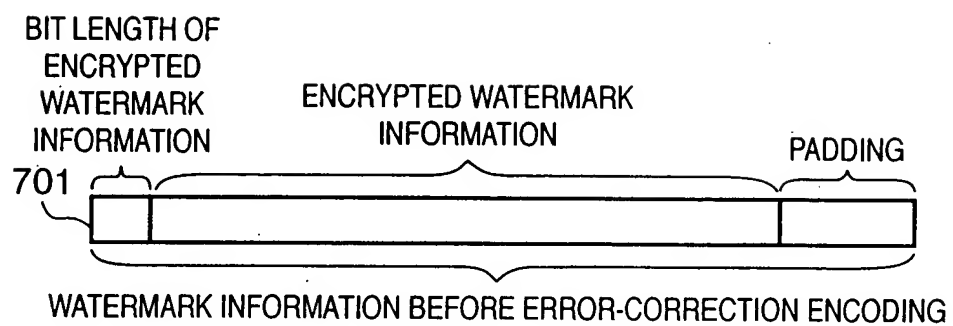 BIT LENGTH OF
ENCRYPTED
WATERMARK
INFORMATION
ENCRYPTED WATERMARK
INFORMATION
PADDING
701
WATERMARK INFORMATION BEFORE ERROR-CORRECTION ENCODING